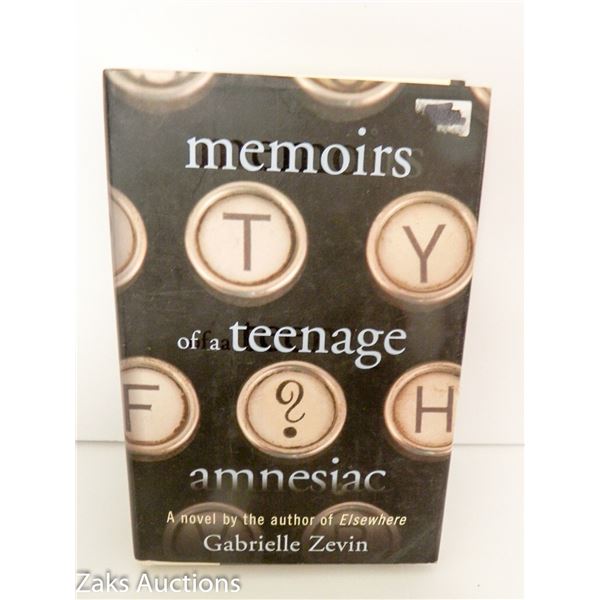 memoirs
T Y
of a teenage
F ? H
amnesiac
A novel by the author of Elsewhere
Gabrielle Zevin
Zaks Auctions